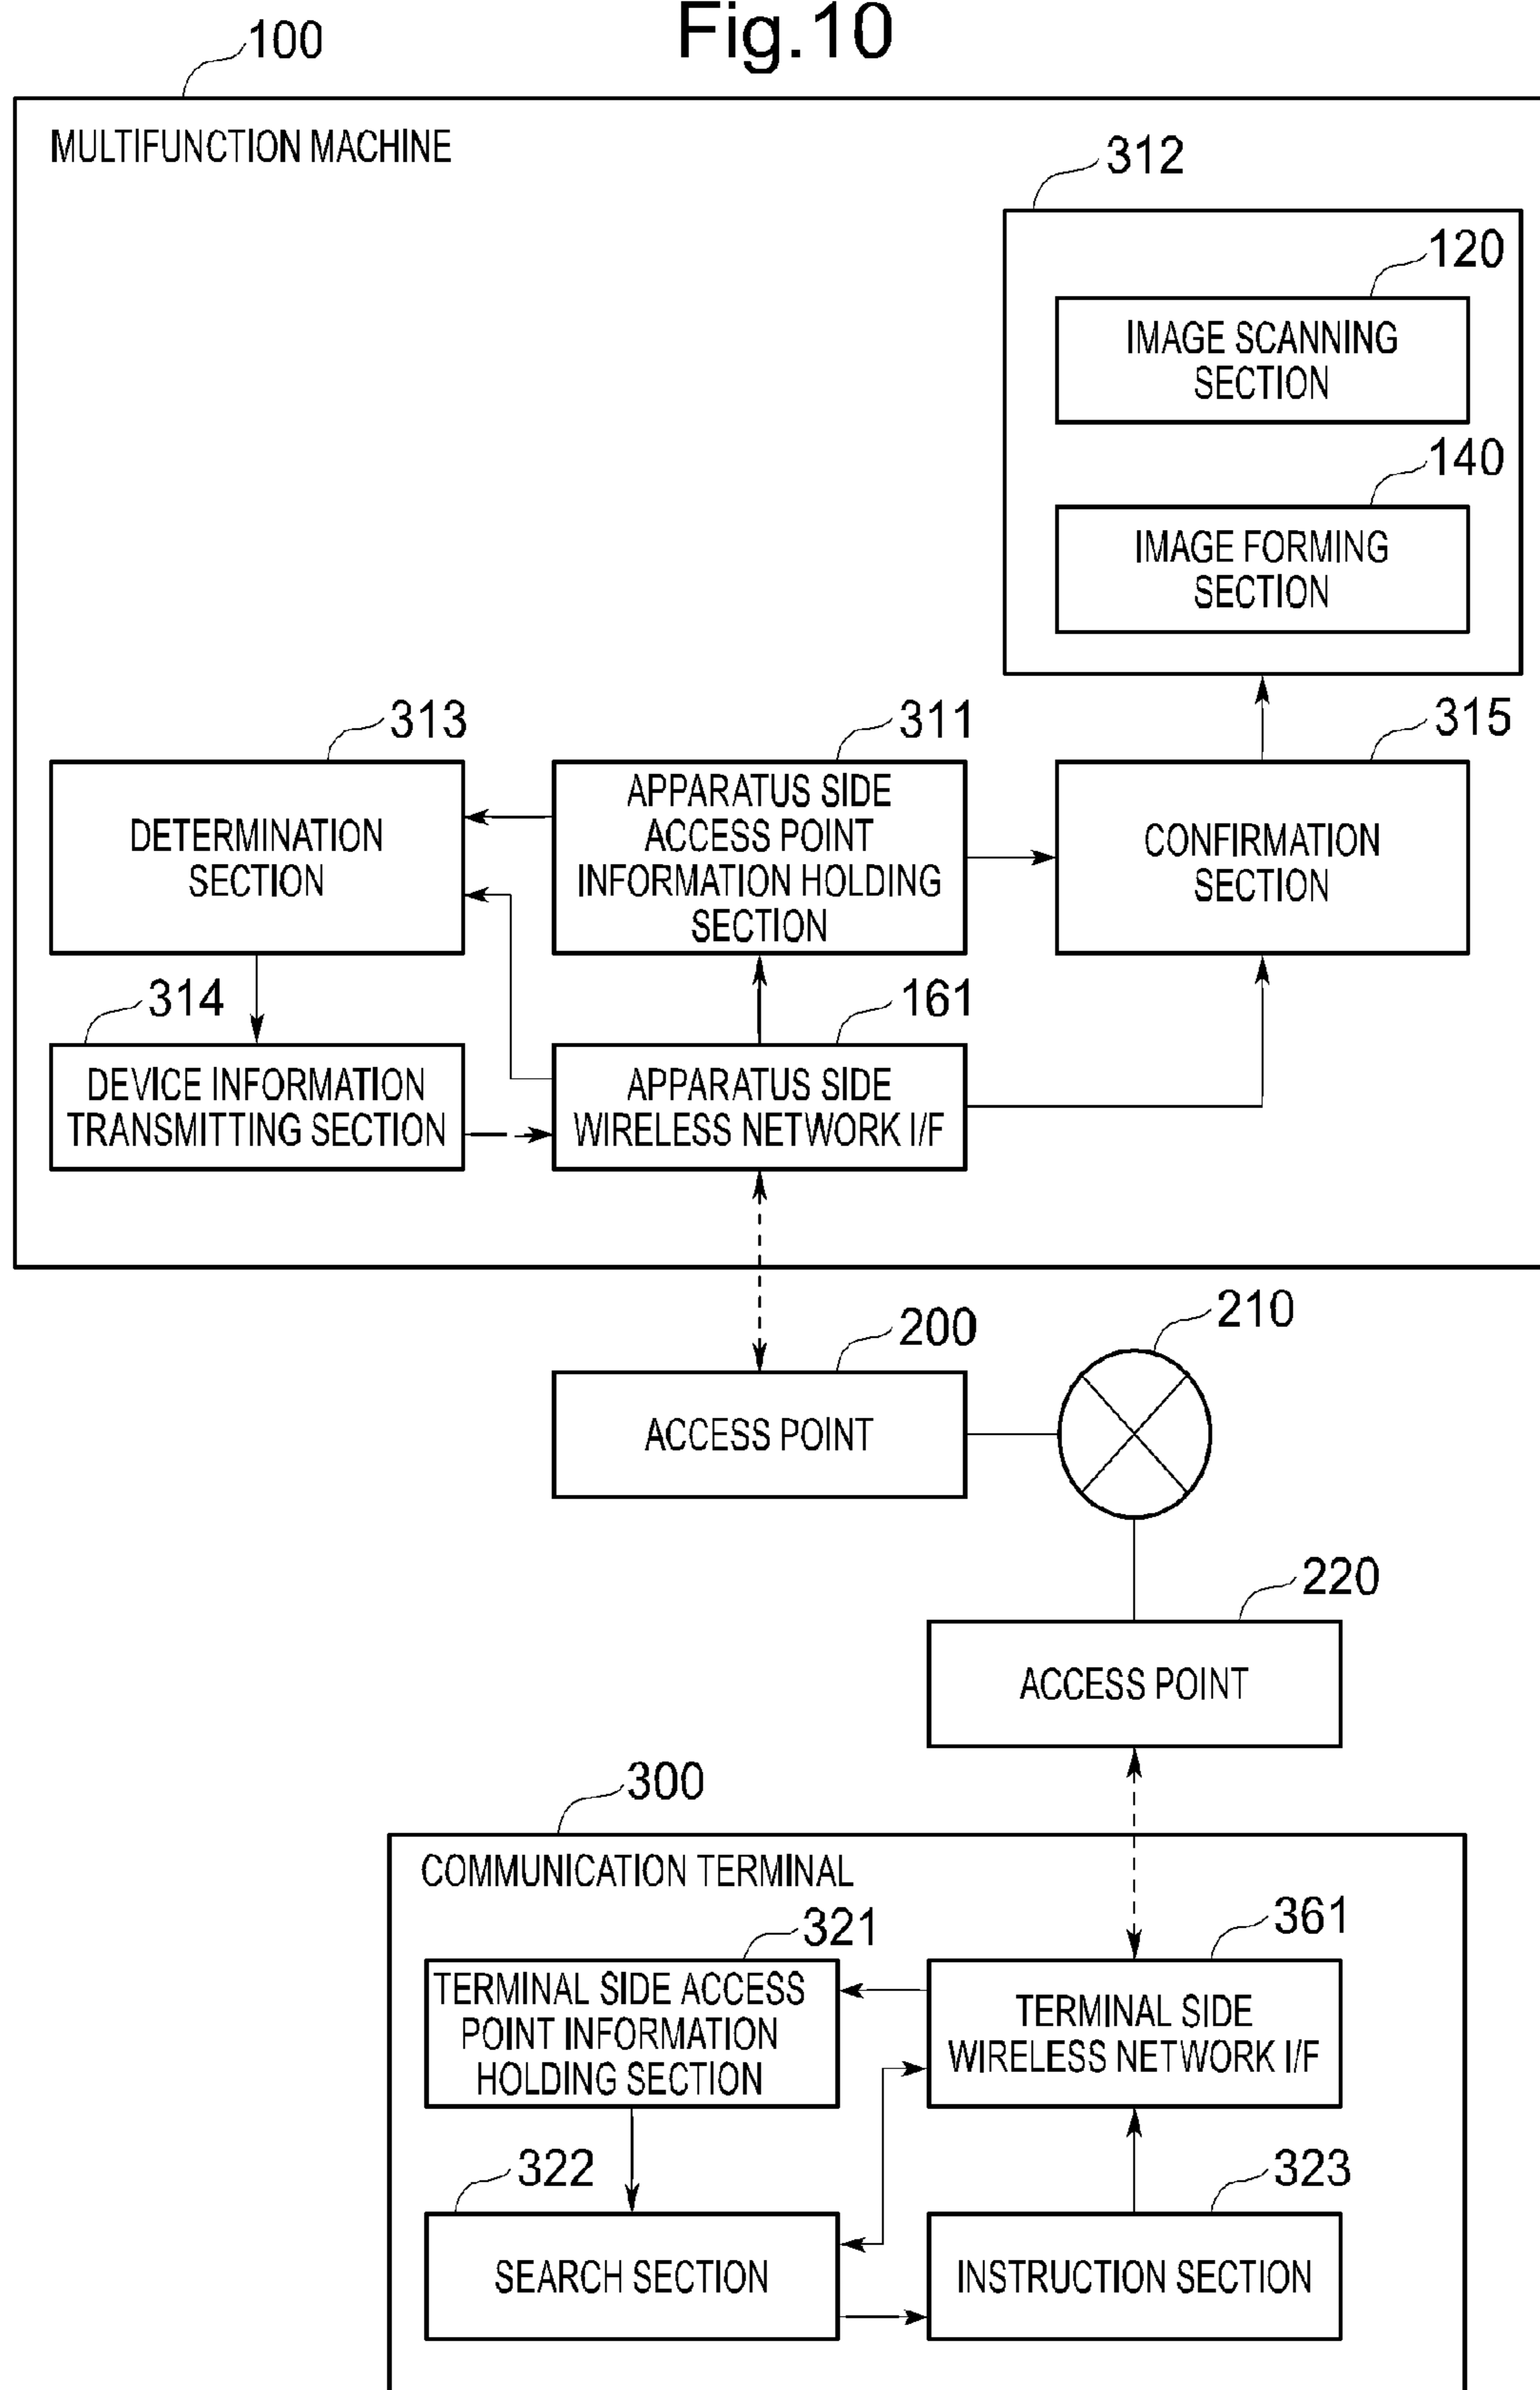 Fig.10
100
MULTIFUNCTION MACHINE
312
120
IMAGE SCANNING
SECTION
140
IMAGE FORMING
SECTION
313
311
315
DETERMINATION
SECTION
APPARATUS SIDE
ACCESS POINT
INFORMATION HOLDING
SECTION
CONFIRMATION
SECTION
314
161
DEVICE INFORMATION
TRANSMITTING SECTION
APPARATUS SIDE
WIRELESS NETWORK I/F
200
210
ACCESS POINT
220
ACCESS POINT
300
COMMUNICATION TERMINAL
321
361
TERMINAL SIDE ACCESS
POINT INFORMATION
HOLDING SECTION
TERMINAL SIDE
WIRELESS NETWORK I/F
322
323
SEARCH SECTION
INSTRUCTION SECTION